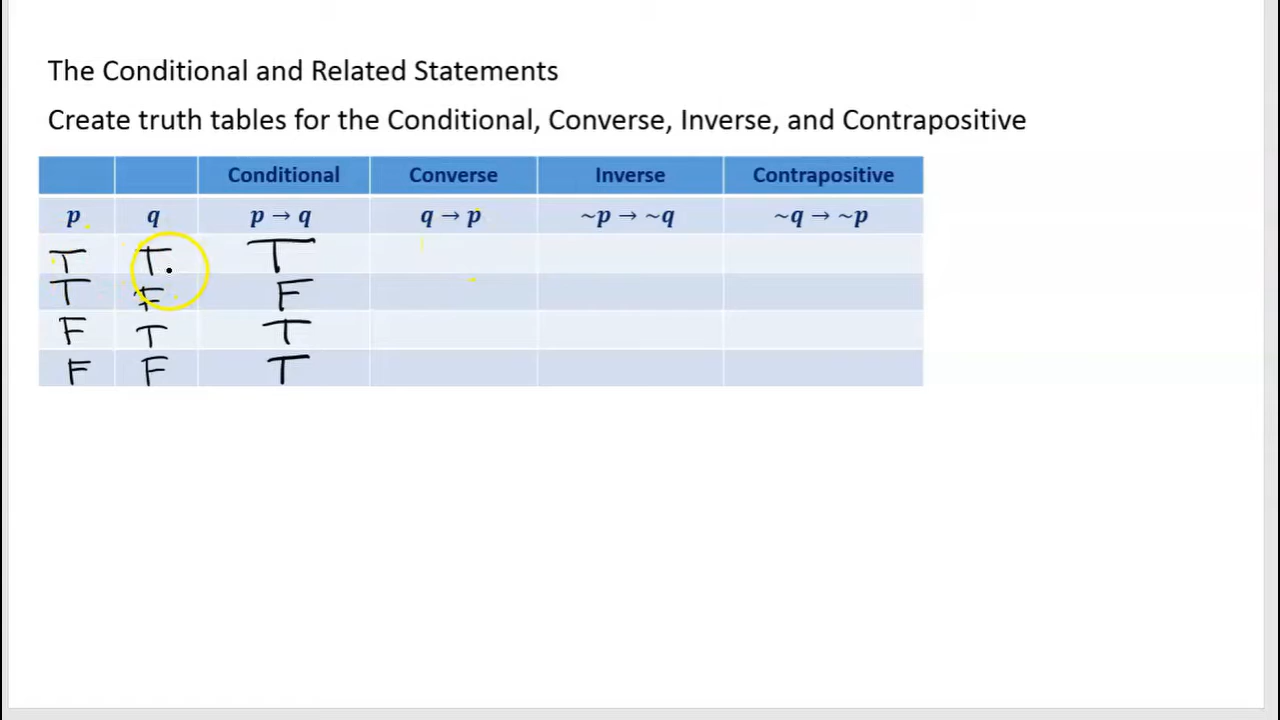 The Conditional and Related Statements
Create truth tables for the Conditional, Converse, Inverse, and Contrapositive
Conditional Converse Inverse Contrapositive
p q p → q q → p ~p → ~q ~q → ~p
T T T
T F F
F T T
F F T